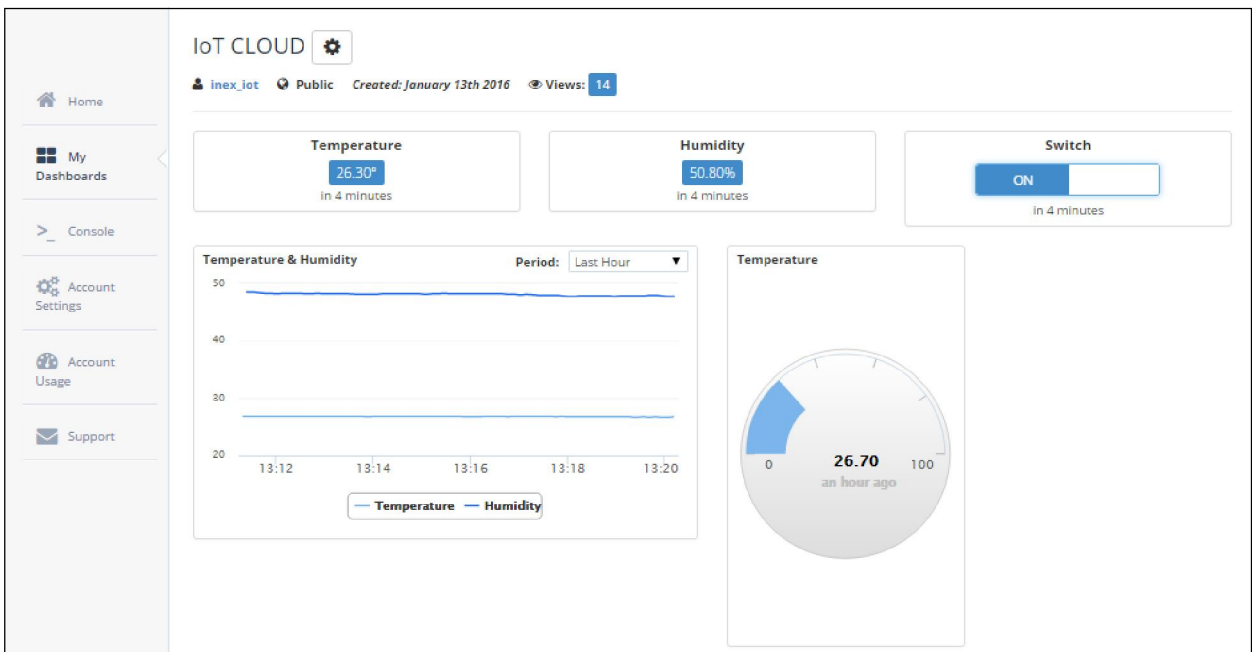 IoT CLOUD
inex_iot Public Created: January 13th 2016 Views: 14
Home
My
Dashboards
>_ Console
Account
Settings
Account
Usage
Support
Temperature
26.30°
in 4 minutes
Humidity
50.80%
in 4 minutes
Switch
ON
in 4 minutes
Temperature & Humidity Period: Last Hour
50
40
30
20
13:12 13:14 13:16 13:18 13:20
Temperature Humidity
Temperature
0 26.70 100
an hour ago